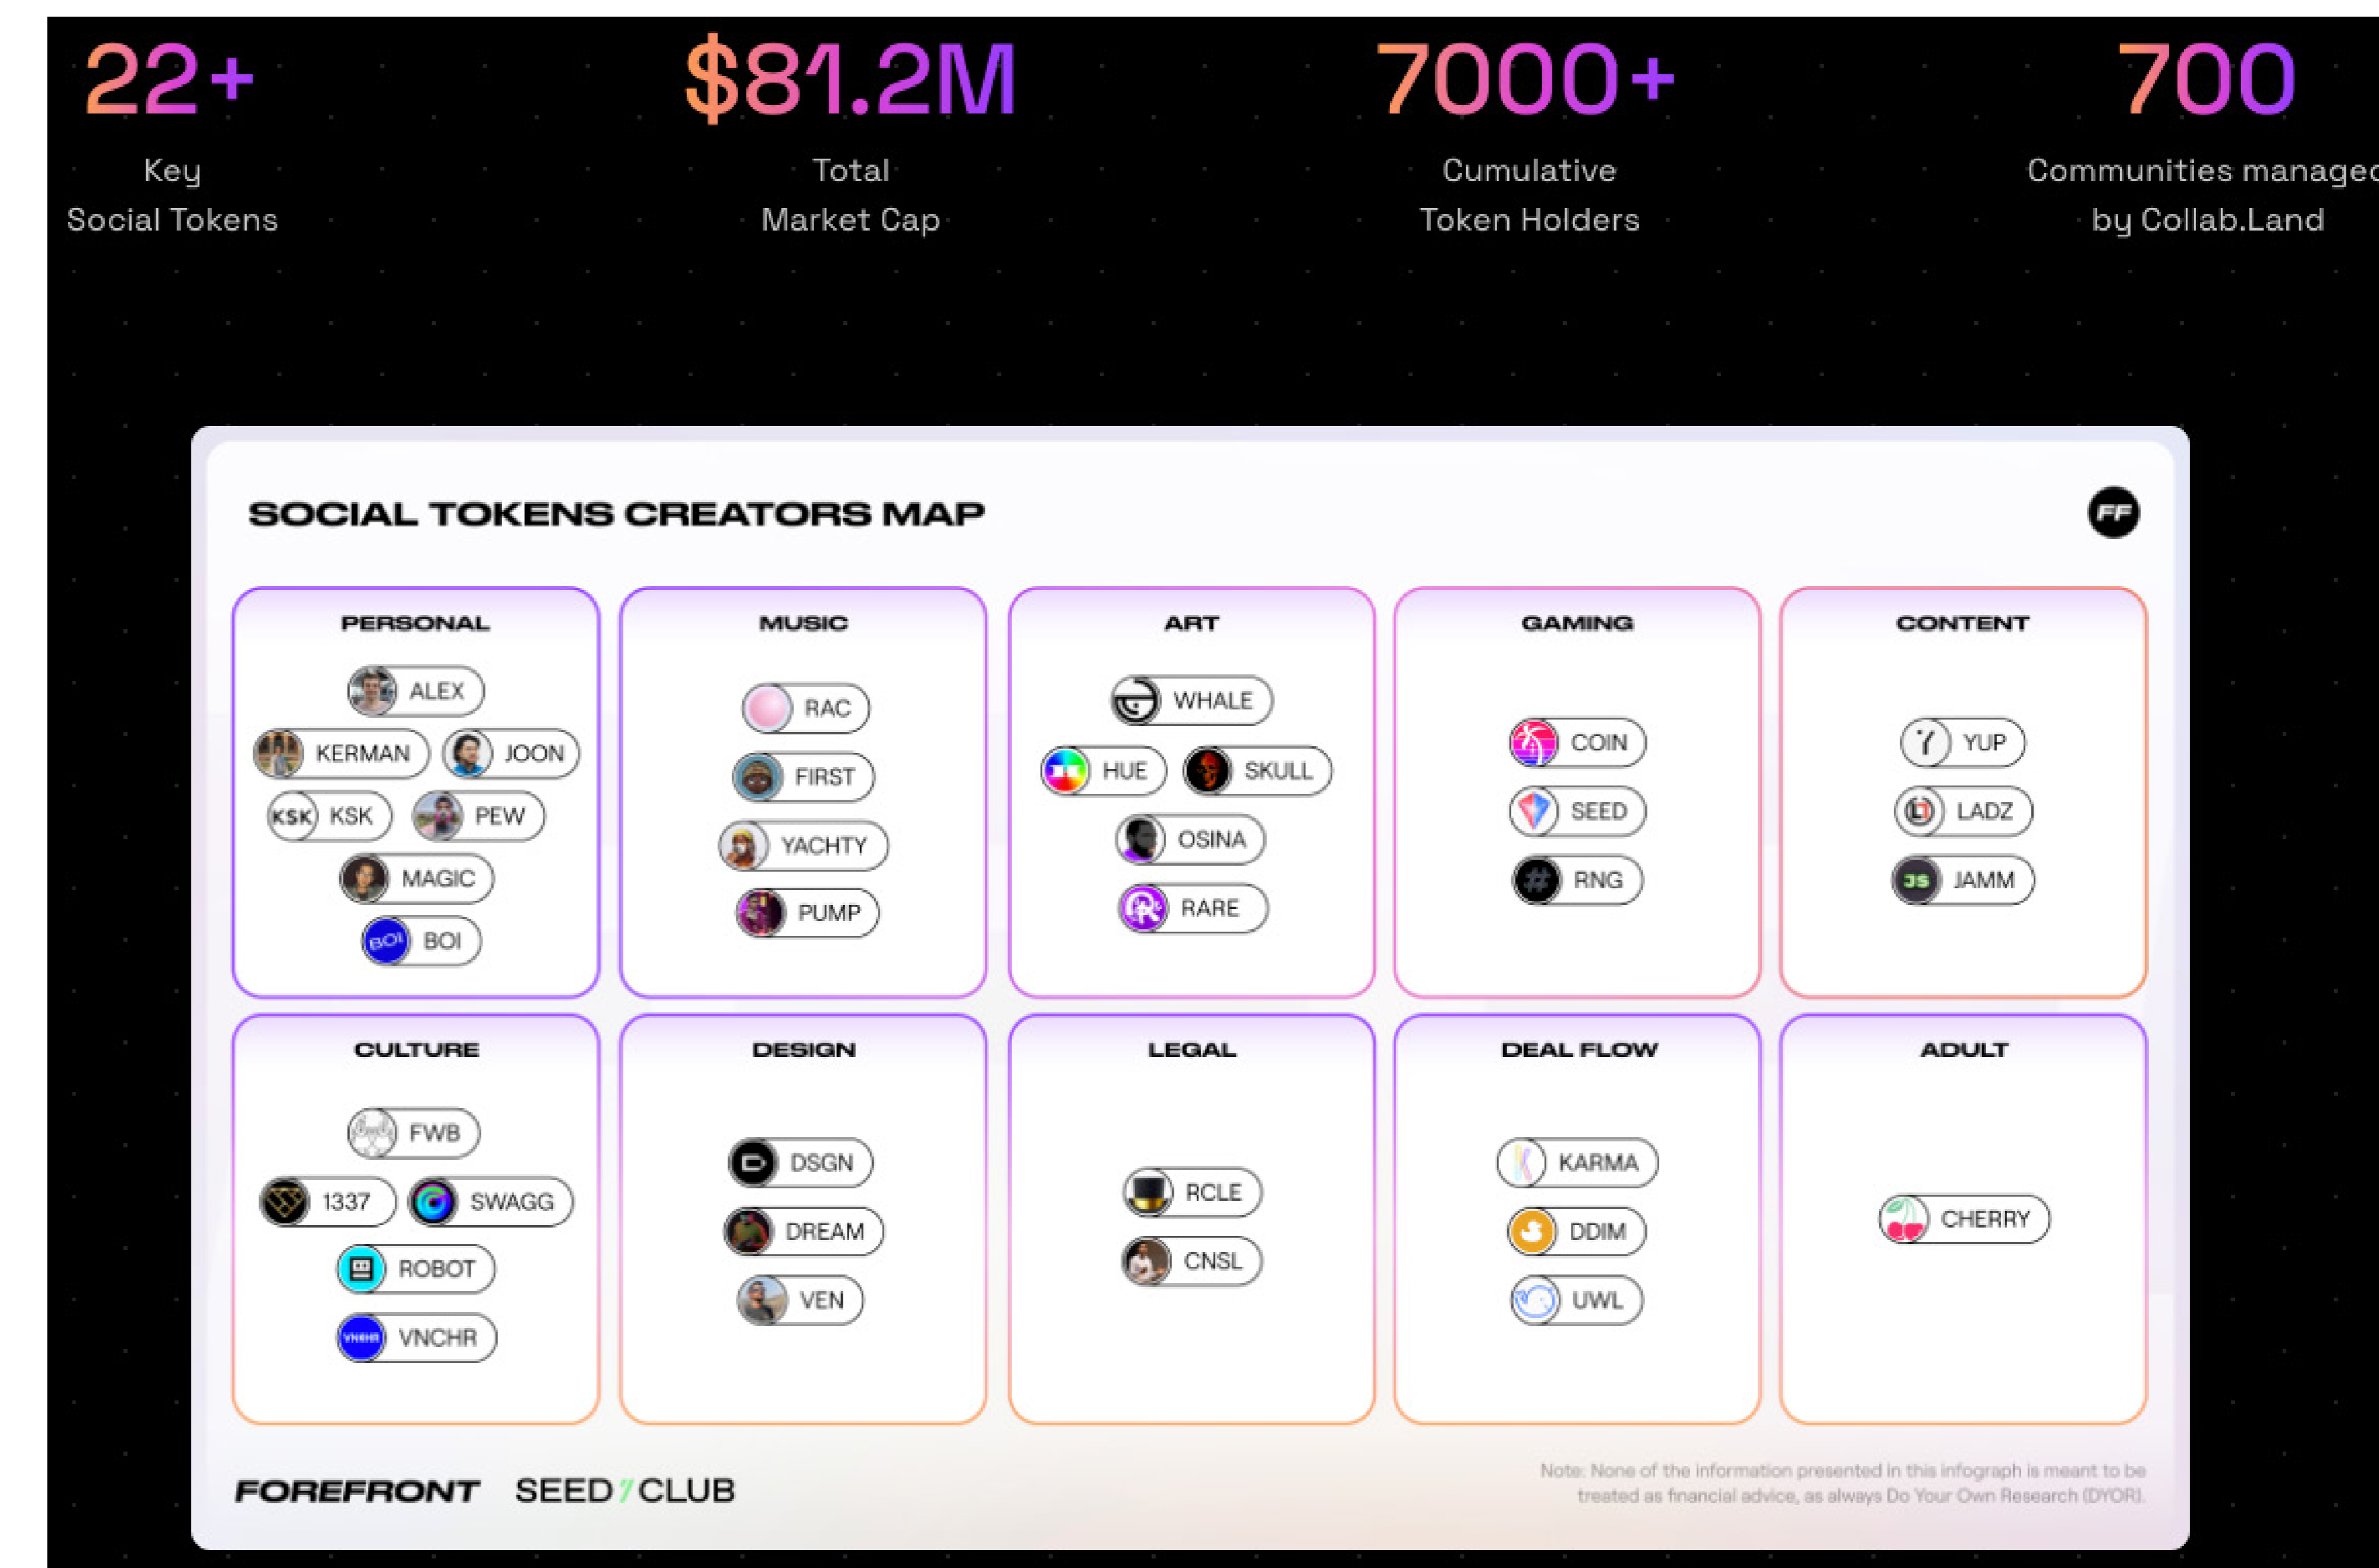 22+
$81.2M
7000+
700
Key
Social Tokens
Total
Market Cap
Cumulative
Token Holders
Communities managed
by Collab.Land
SOCIAL TOKENS CREATORS MAP
FF
PERSONAL
ALEX
KERMAN
JOON
KSK KSK
PEW
MAGIC
BOI BOI
MUSIC
RAC
FIRST
YACHTY
PUMP
ART
WHALE
HUE
SKULL
OSINA
R RARE
GAMING
COIN
SEED
# RNG
CONTENT
YUP
LADZ
JS JAMM
CULTURE
FWB
1337
SWAGG
ROBOT
VNCHR VNCHR
DESIGN
D DSGN
DREAM
VEN
LEGAL
RCLE
CNSL
DEAL FLOW
K KARMA
DDIM
UWL
ADULT
CHERRY
FOREFRONT
SEED CLUB
Note: None of the information presented in this infograph is meant to be
treated as financial advice, as always Do Your Own Research (DYOR).